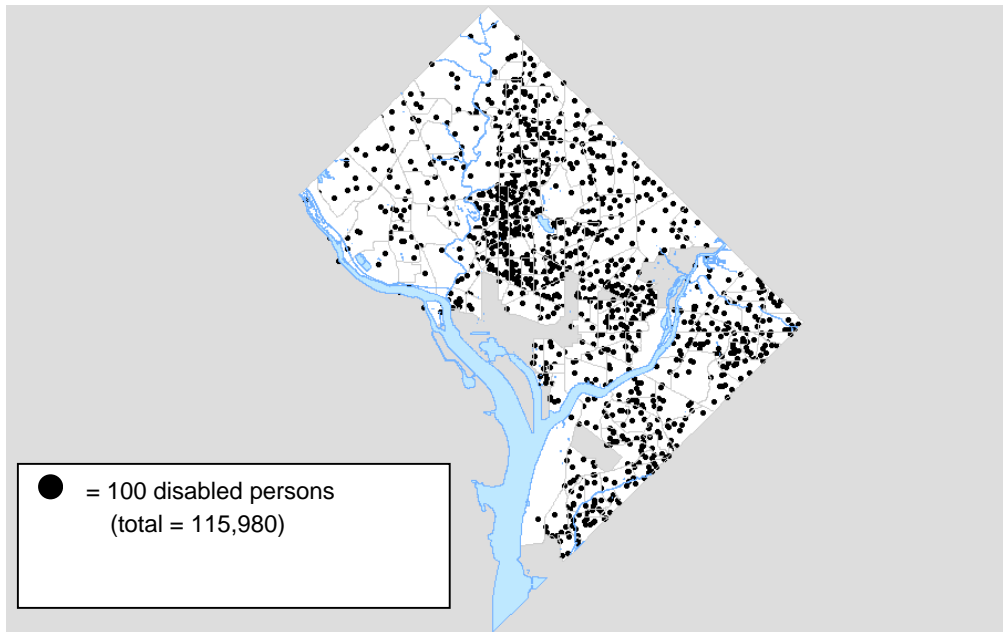 = 100 disabled persons
(total = 115,980)